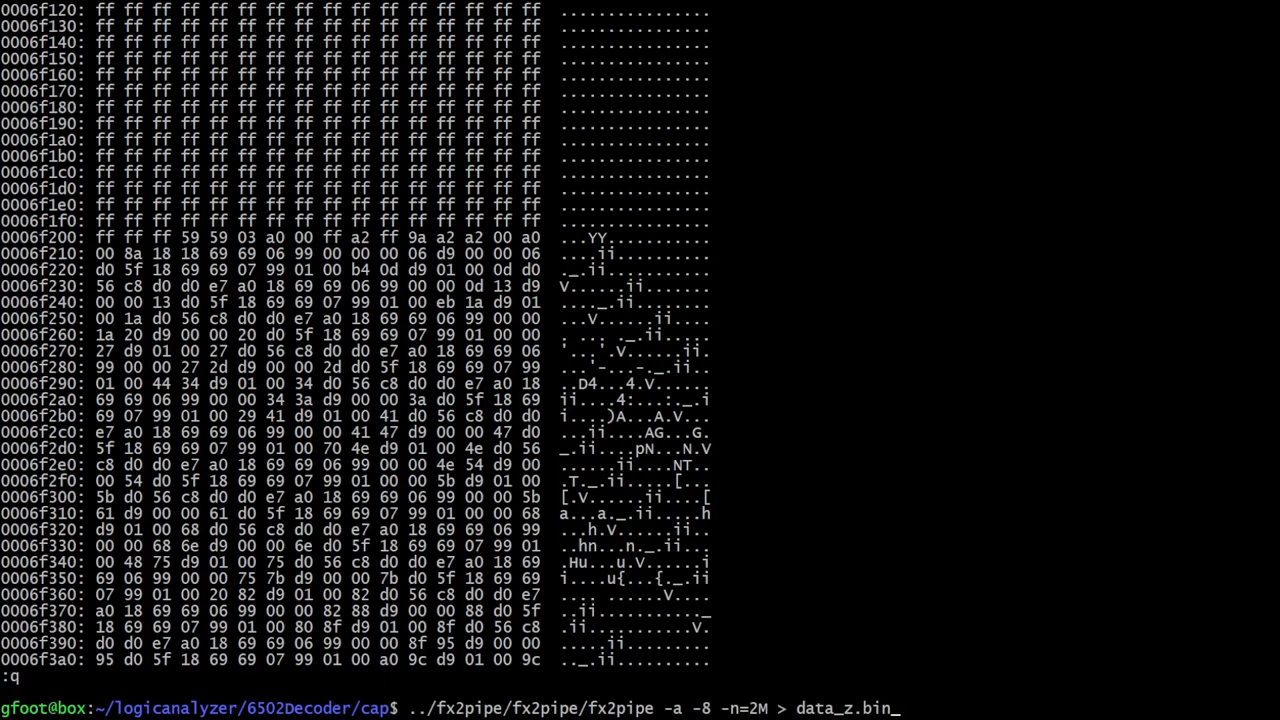 0006f120: ff ff ff ff ff ff ff ff ff ff ff ff ff ff ff ff  ................
0006f130: ff ff ff ff ff ff ff ff ff ff ff ff ff ff ff ff  ................
0006f140: ff ff ff ff ff ff ff ff ff ff ff ff ff ff ff ff  ................
0006f150: ff ff ff ff ff ff ff ff ff ff ff ff ff ff ff ff  ................
0006f160: ff ff ff ff ff ff ff ff ff ff ff ff ff ff ff ff  ................
0006f170: ff ff ff ff ff ff ff ff ff ff ff ff ff ff ff ff  ................
0006f180: ff ff ff ff ff ff ff ff ff ff ff ff ff ff ff ff  ................
0006f190: ff ff ff ff ff ff ff ff ff ff ff ff ff ff ff ff  ................
0006f1a0: ff ff ff ff ff ff ff ff ff ff ff ff ff ff ff ff  ................
0006f1b0: ff ff ff ff ff ff ff ff ff ff ff ff ff ff ff ff  ................
0006f1c0: ff ff ff ff ff ff ff ff ff ff ff ff ff ff ff ff  ................
0006f1d0: ff ff ff ff ff ff ff ff ff ff ff ff ff ff ff ff  ................
0006f1e0: ff ff ff ff ff ff ff ff ff ff ff ff ff ff ff ff  ................
0006f1f0: ff ff ff ff ff ff ff ff ff ff ff ff ff ff ff ff  ................
0006f200: ff ff ff 59 59 03 a0 00 ff a2 ff 9a a2 a2 00 a0  ...YY...........
0006f210: 00 8a 18 18 69 69 06 99 00 00 00 06 d9 00 00 06  ....ii..........
0006f220: d0 5f 18 69 69 07 99 01 00 b4 0d d9 01 00 0d d0  ._.ii...........
0006f230: 56 c8 d0 d0 e7 a0 18 69 69 06 99 00 00 0d 13 d9  V......ii.......
0006f240: 00 00 13 d0 5f 18 69 69 07 99 01 00 eb 1a d9 01  ...._.ii........
0006f250: 00 1a d0 56 c8 d0 d0 e7 a0 18 69 69 06 99 00 00  ...V......ii....
0006f260: 1a 20 d9 00 00 20 d0 5f 18 69 69 07 99 01 00 00  . ... ._.ii.....
0006f270: 27 d9 01 00 27 d0 56 c8 d0 d0 e7 a0 18 69 69 06  '...'.V......ii.
0006f280: 99 00 00 27 2d d9 00 00 2d d0 5f 18 69 69 07 99  ...'-...-._.ii..
0006f290: 01 00 44 34 d9 01 00 34 d0 56 c8 d0 d0 e7 a0 18  ..D4...4.V......
0006f2a0: 69 69 06 99 00 00 34 3a d9 00 00 3a d0 5f 18 69  ii....4:...:._.i
0006f2b0: 69 07 99 01 00 29 41 d9 01 00 41 d0 56 c8 d0 d0  i....)A...A.V...
0006f2c0: e7 a0 18 69 69 06 99 00 00 41 47 d9 00 00 47 d0  ...ii....AG...G.
0006f2d0: 5f 18 69 69 07 99 01 00 70 4e d9 01 00 4e d0 56  _.ii....pN...N.V
0006f2e0: c8 d0 d0 e7 a0 18 69 69 06 99 00 00 4e 54 d9 00  ......ii....NT..
0006f2f0: 00 54 d0 5f 18 69 69 07 99 01 00 00 5b d9 01 00  .T._.ii.....[...
0006f300: 5b d0 56 c8 d0 d0 e7 a0 18 69 69 06 99 00 00 5b  [.V......ii....[
0006f310: 61 d9 00 00 61 d0 5f 18 69 69 07 99 01 00 00 68  a...a._.ii.....h
0006f320: d9 01 00 68 d0 56 c8 d0 d0 e7 a0 18 69 69 06 99  ...h.V......ii..
0006f330: 00 00 68 6e d9 00 00 6e d0 5f 18 69 69 07 99 01  ..hn...n._.ii...
0006f340: 00 48 75 d9 01 00 75 d0 56 c8 d0 d0 e7 a0 18 69  .Hu...u.V......i
0006f350: 69 06 99 00 00 75 7b d9 00 00 7b d0 5f 18 69 69  i....u{...{._.ii
0006f360: 07 99 01 00 20 82 d9 01 00 82 d0 56 c8 d0 d0 e7  .... ......V....
0006f370: a0 18 69 69 06 99 00 00 82 88 d9 00 00 88 d0 5f  ..ii..........._
0006f380: 18 69 69 07 99 01 00 80 8f d9 01 00 8f d0 56 c8  .ii...........V.
0006f390: d0 d0 e7 a0 18 69 69 06 99 00 00 8f 95 d9 00 00  .....ii.........
0006f3a0: 95 d0 5f 18 69 69 07 99 01 00 a0 9c d9 01 00 9c  .._.ii..........
:q
gfoot@box:~/logicanalyzer/6502Decoder/cap$ ../fx2pipe/fx2pipe/fx2pipe -a -8 -n=2M > data_z.bin_